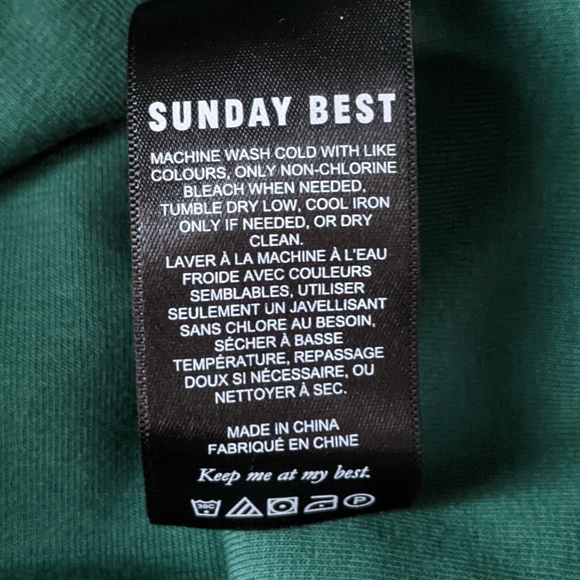 SUNDAY BEST
MACHINE WASH COLD WITH LIKE
COLOURS, ONLY NON-CHLORINE
BLEACH WHEN NEEDED,
TUMBLE DRY LOW, COOL IRON
ONLY IF NEEDED, OR DRY
CLEAN.
LAVER À LA MACHINE À L'EAU
FROIDE AVEC COULEURS
SEMBLABLES, UTILISER
SEULEMENT UN JAVELLISANT
SANS CHLORE AU BESOIN,
SÉCHER À BASSE
TEMPÉRATURE, REPASSAGE
DOUX SI NÉCESSAIRE, OU
NETTOYER À SEC.
MADE IN CHINA
FABRIQUÉ EN CHINE
Keep me at my best.
30C P